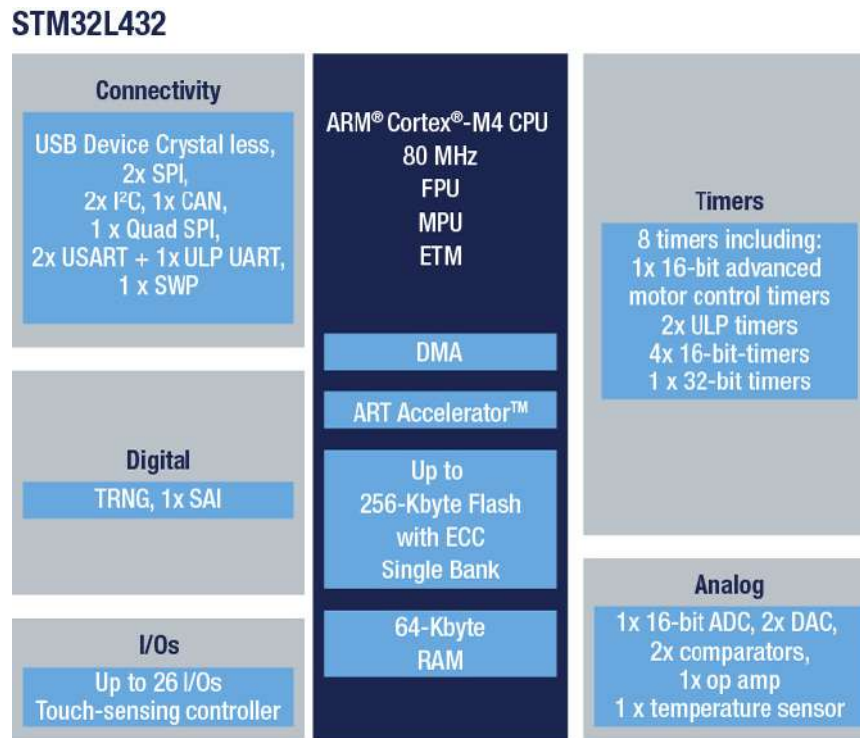 STM32L432
Connectivity
USB Device Crystal less,
2x SPI,
2x I²C, 1x CAN,
1 x Quad SPI,
2x USART + 1x ULP UART,
1 x SWP
Digital
TRNG, 1x SAI
I/Os
Up to 26 I/Os
Touch-sensing controller
ARM® Cortex®-M4 CPU
80 MHz
FPU
MPU
ETM
DMA
ART Accelerator™
Up to
256-Kbyte Flash
with ECC
Single Bank
64-Kbyte
RAM
Timers
8 timers including:
1x 16-bit advanced
motor control timers
2x ULP timers
4x 16-bit-timers
1 x 32-bit timers
Analog
1x 16-bit ADC, 2x DAC,
2x comparators,
1x op amp
1 x temperature sensor